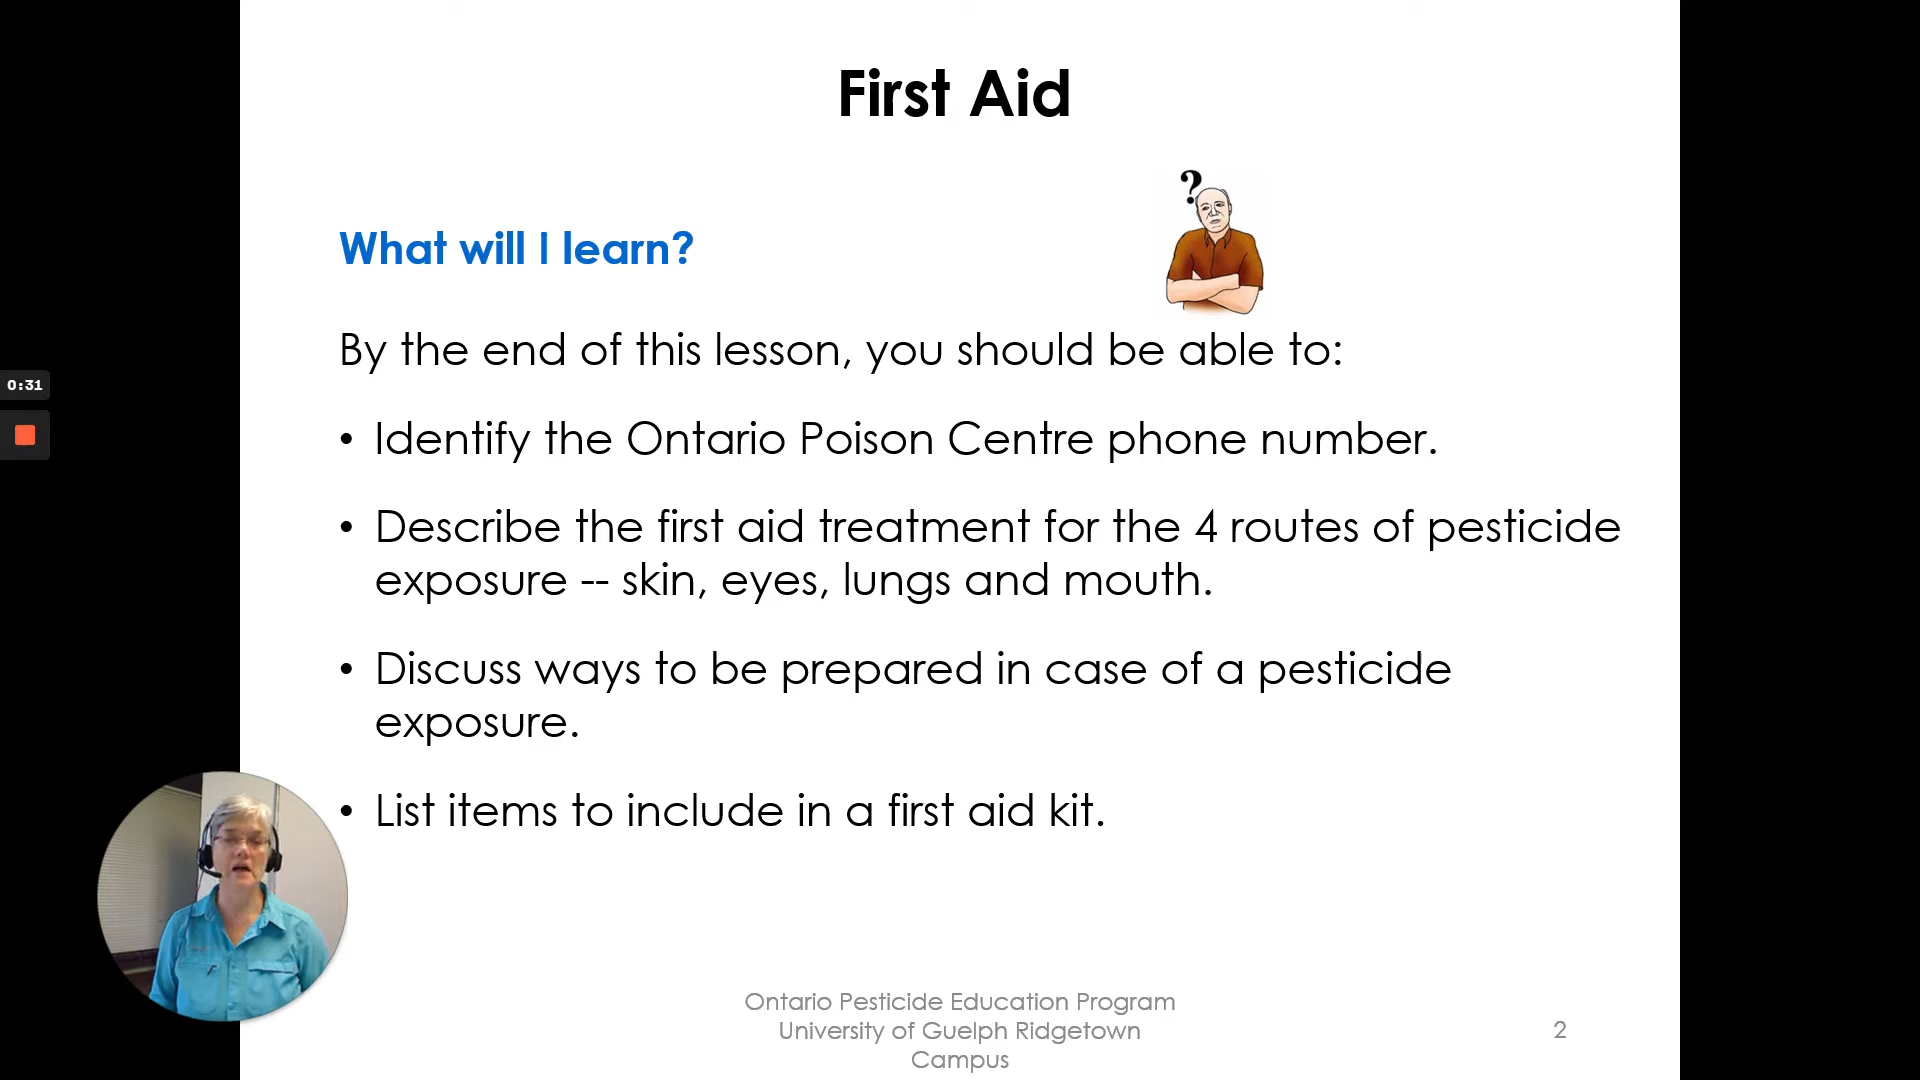 First Aid
?
What will I learn?
By the end of this lesson, you should be able to:
0:31
• Identify the Ontario Poison Centre phone number.
• Describe the first aid treatment for the 4 routes of pesticide
exposure -- skin, eyes, lungs and mouth.
• Discuss ways to be prepared in case of a pesticide
exposure.
• List items to include in a first aid kit.
Ontario Pesticide Education Program
University of Guelph Ridgetown
Campus
2